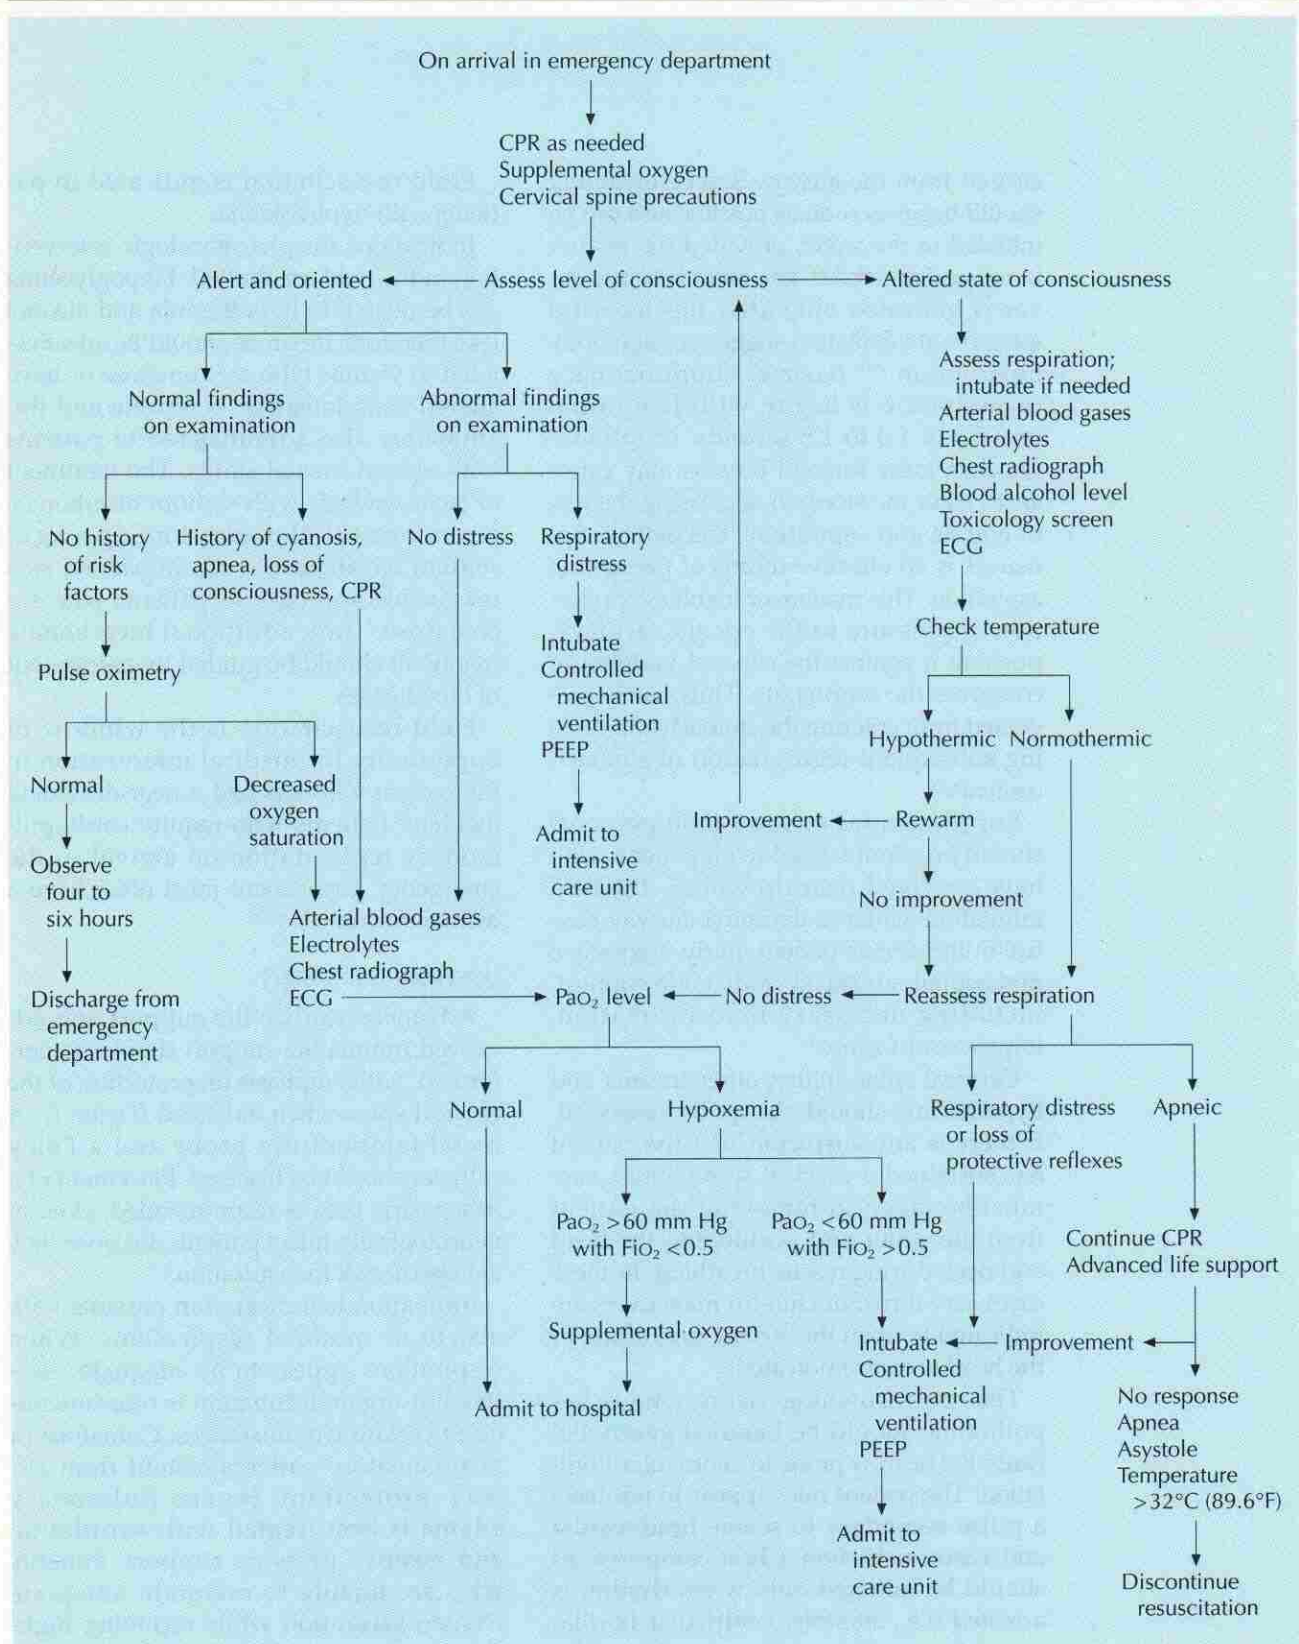 On arrival in emergency department
CPR as needed
Supplemental oxygen
Cervical spine precautions
Alert and oriented
Assess level of consciousness
Altered state of consciousness
Normal findings
on examination
Abnormal findings
on examination
Assess respiration;
intubate if needed
Arterial blood gases
Electrolytes
Chest radiograph
Blood alcohol level
Toxicology screen
ECG
No history
of risk
factors
History of cyanosis,
apnea, loss of
consciousness, CPR
No distress
Respiratory
distress
Check temperature
Pulse oximetry
Intubate
Controlled
mechanical
ventilation
PEEP
Hypothermic
Normothermic
Normal
Decreased
oxygen
saturation
Admit to
intensive
care unit
Improvement
Rewarm
Observe
four to
six hours
No improvement
Arterial blood gases
Electrolytes
Chest radiograph
ECG
PaO₂ level
No distress
Reassess respiration
Discharge from
emergency
department
Normal
Hypoxemia
Respiratory distress
or loss of
protective reflexes
Apneic
PaO₂ >60 mm Hg
with FiO₂ <0.5
PaO₂ <60 mm Hg
with FiO₂ >0.5
Continue CPR
Advanced life support
Supplemental oxygen
Intubate
Controlled
mechanical
ventilation
PEEP
Improvement
Admit to hospital
No response
Apnea
Asystole
Temperature
>32°C (89.6°F)
Admit to
intensive
care unit
Discontinue
resuscitation